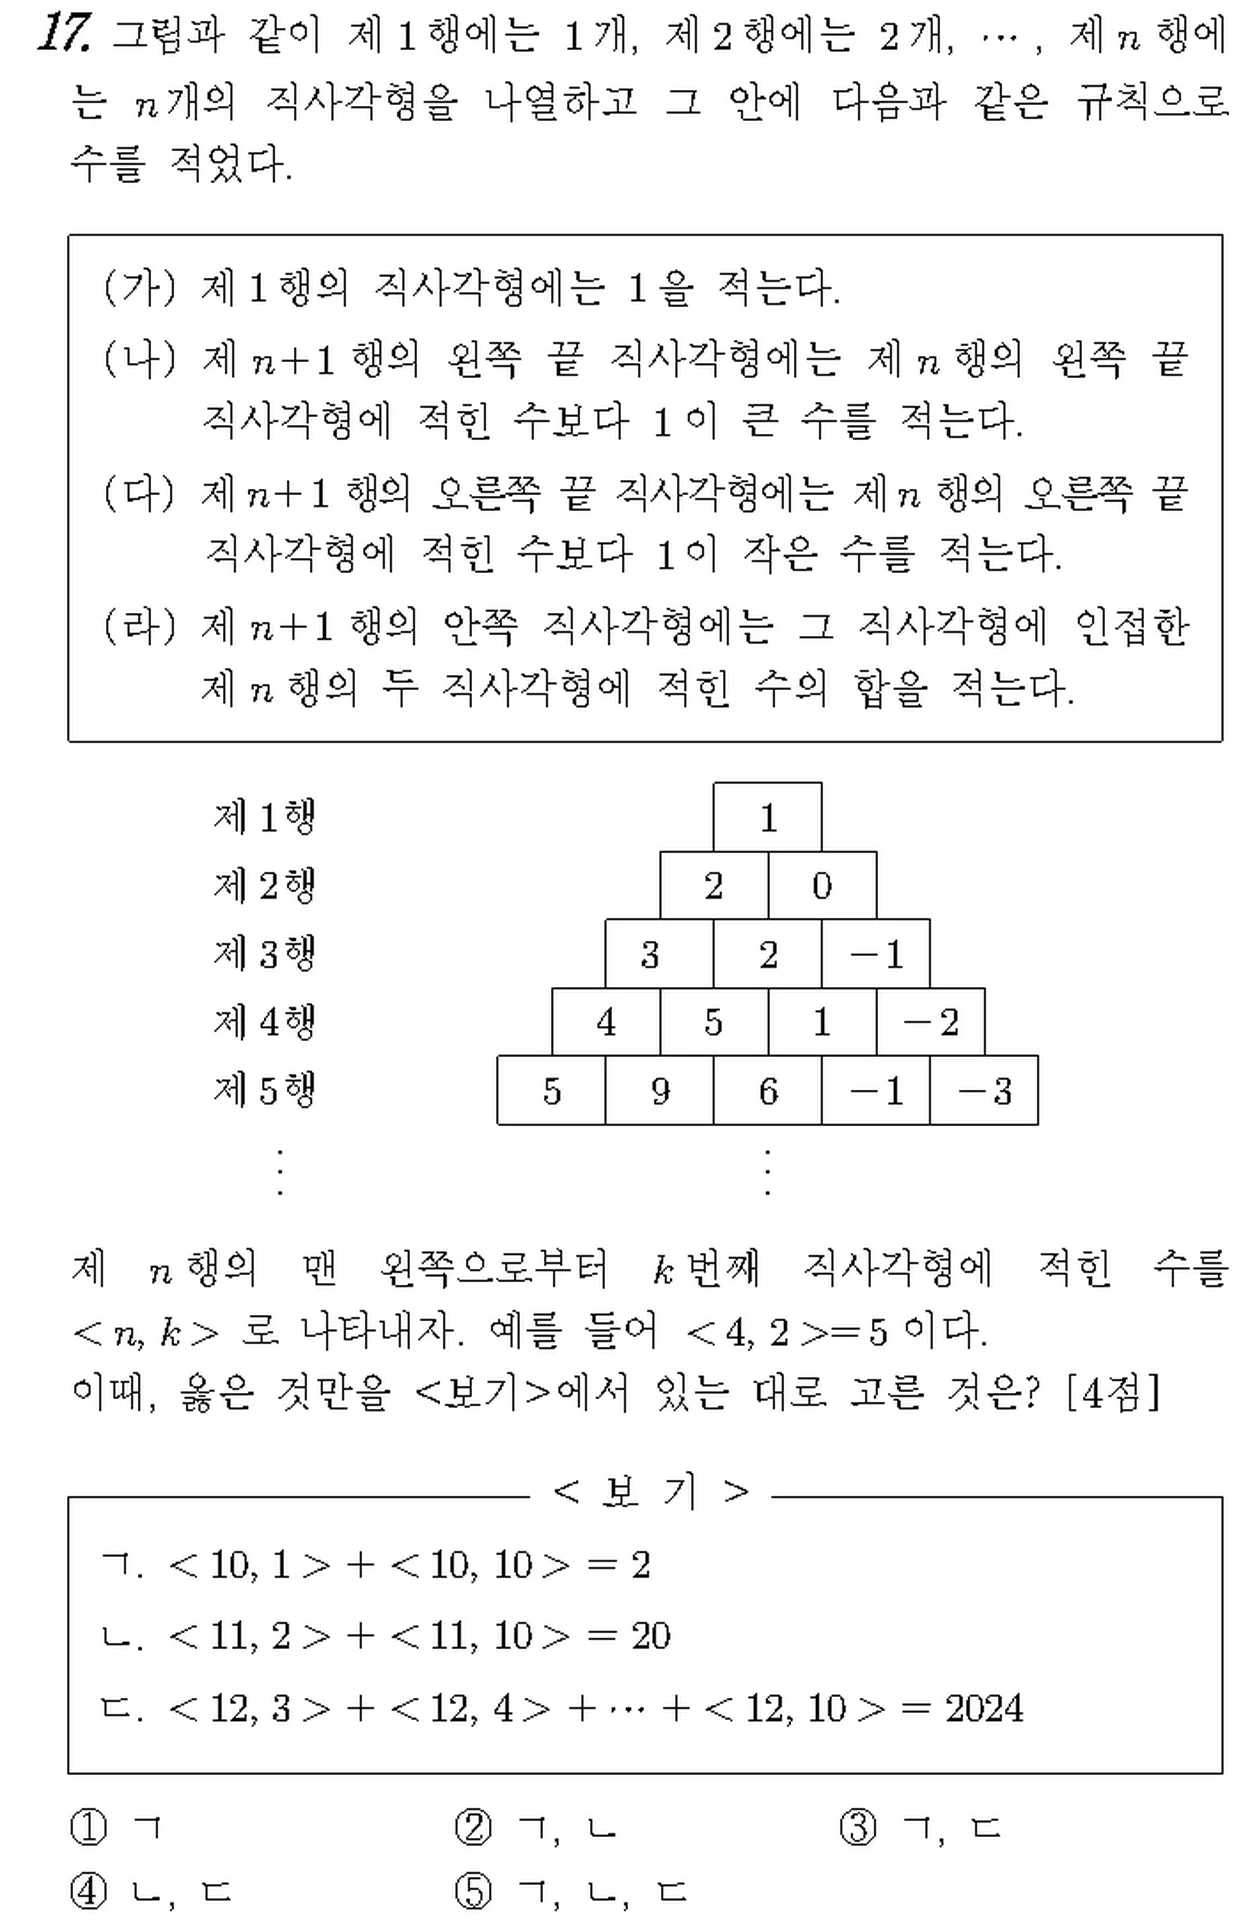 17. 그림과 같이 제 1 행에는 1 개, 제 2 행에는 2 개, ⋯ , 제 n 행에
는 n 개의 직사각형을 나열하고 그 안에 다음과 같은 규칙으로
수를 적었다.
(가) 제 1 행의 직사각형에는 1 을 적는다.
(나) 제 n+1 행의 왼쪽 끝 직사각형에는 제 n 행의 왼쪽 끝
직사각형에 적힌 수보다 1 이 큰 수를 적는다.
(다) 제 n+1 행의 오른쪽 끝 직사각형에는 제 n 행의 오른쪽 끝
직사각형에 적힌 수보다 1 이 작은 수를 적는다.
(라) 제 n+1 행의 안쪽 직사각형에는 그 직사각형에 인접한
제 n 행의 두 직사각형에 적힌 수의 합을 적는다.
제 1 행 1
제 2 행 2 0
제 3 행 3 2 -1
제 4 행 4 5 1 -2
제 5 행 5 9 6 -1 -3
⋮ ⋮
제 n 행의 맨 왼쪽으로부터 k 번째 직사각형에 적힌 수를
< n, k > 로 나타내자. 예를 들어 < 4, 2 >= 5 이다.
이때, 옳은 것만을 <보기>에서 있는 대로 고른 것은? [4점]
< 보 기 >
ㄱ. < 10, 1 > + < 10, 10 > = 2
ㄴ. < 11, 2 > + < 11, 10 > = 20
ㄷ. < 12, 3 > + < 12, 4 > + ⋯ + < 12, 10 > = 2024
① ㄱ ② ㄱ, ㄴ ③ ㄱ, ㄷ
④ ㄴ, ㄷ ⑤ ㄱ, ㄴ, ㄷ